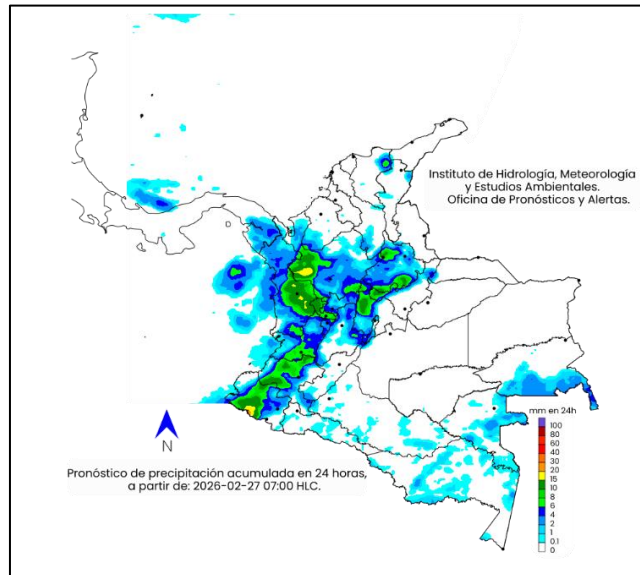 Instituto de Hidrología, Meteorología
y Estudios Ambientales.
Oficina de Pronósticos y Alertas.
mm en 24h
100
80
60
40
30
20
15
10
8
6
4
2
1
0.1
0
N
Pronóstico de precipitación acumulada en 24 horas,
a partir de: 2026-02-27 07:00 HLC.